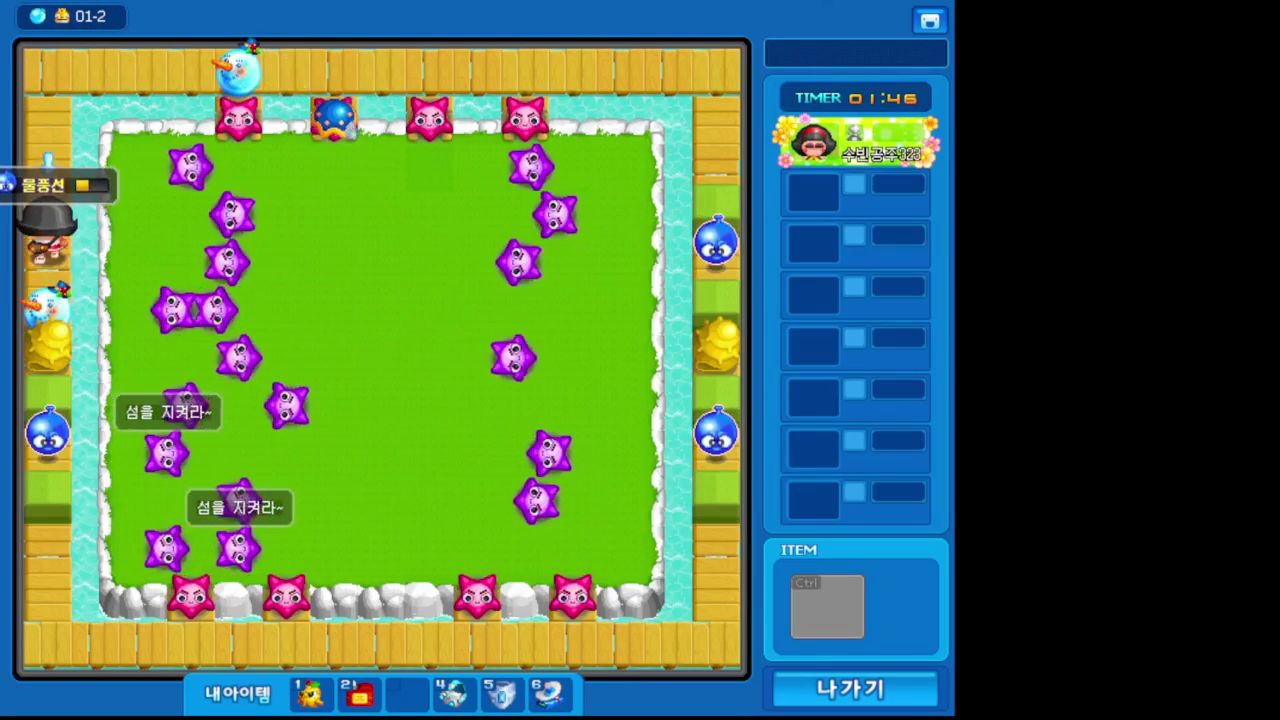 01-2
TIMER 01:46
수빈공주323
물풍선
섬을 지켜라~
섬을 지켜라~
ITEM
Ctrl
내아이템
1
2
4
5
6
나가기